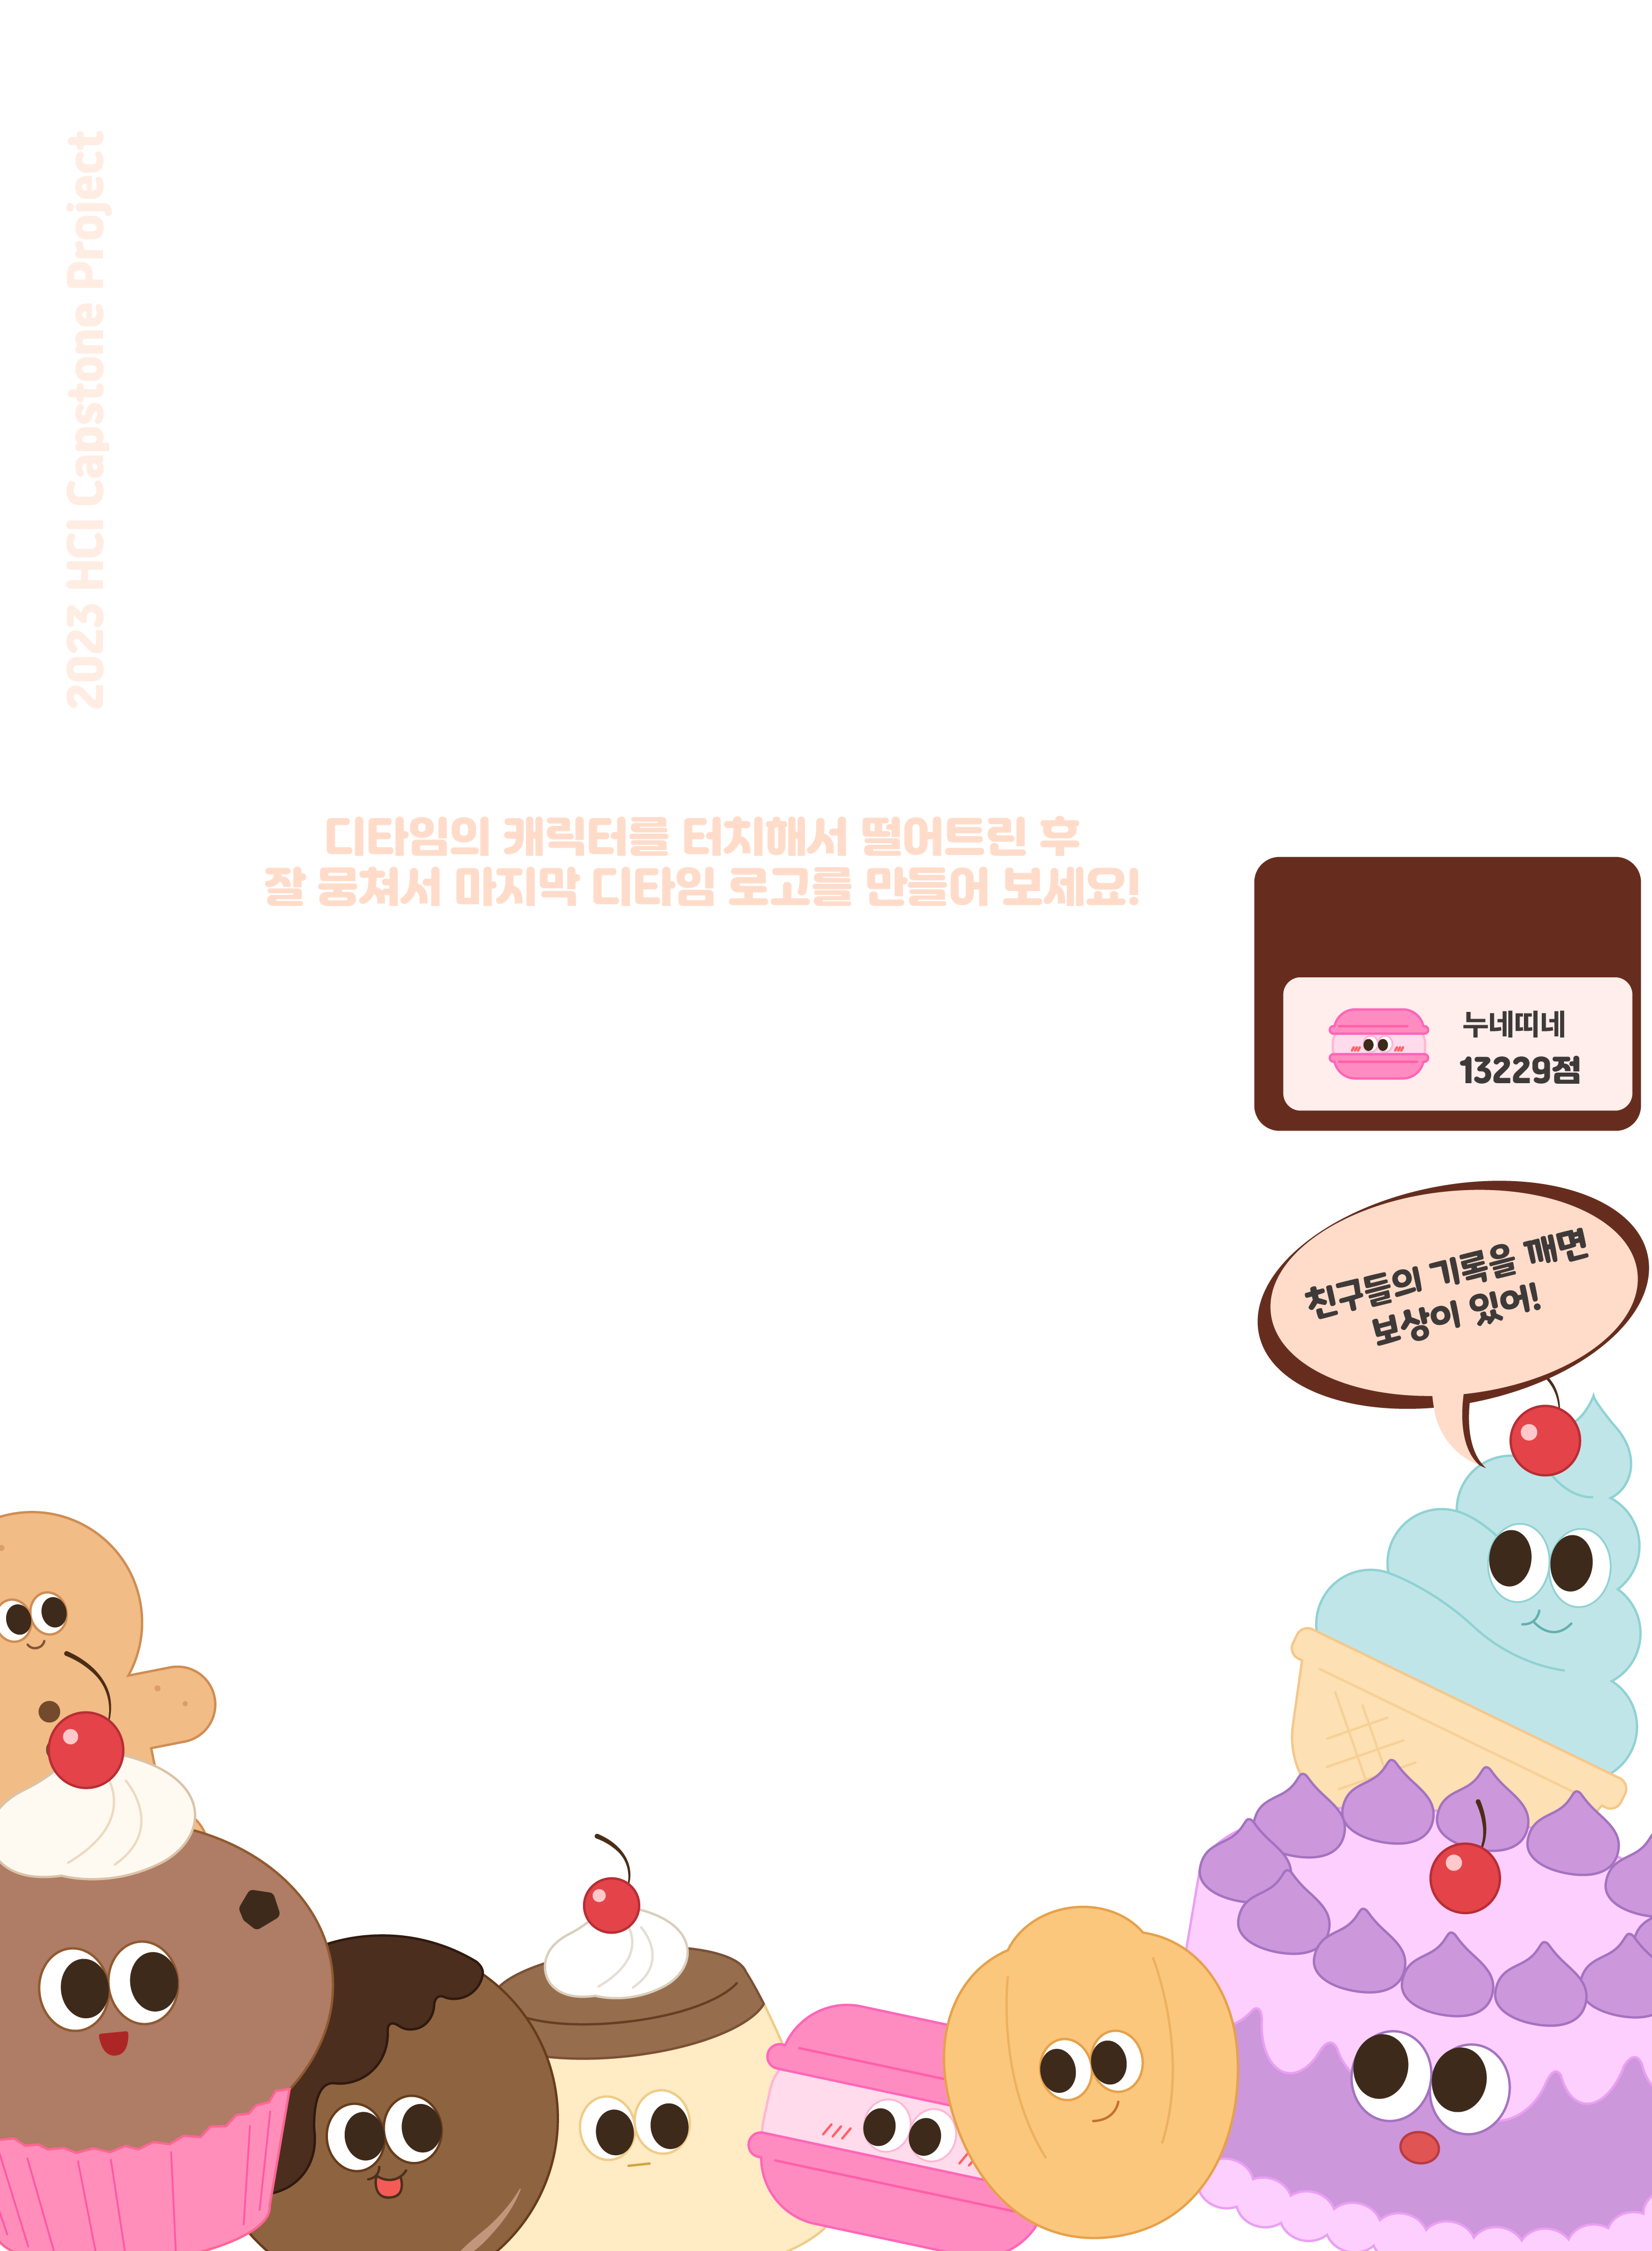 2023 HCI Capstone Project
디타임의 캐릭터를 터치해서 떨어트린 후
잘 뭉쳐서 마지막 디타임 로고를 만들어 보세요!
누네띠네
13229점
친구들의 기록을 깨면
보상이 있어!